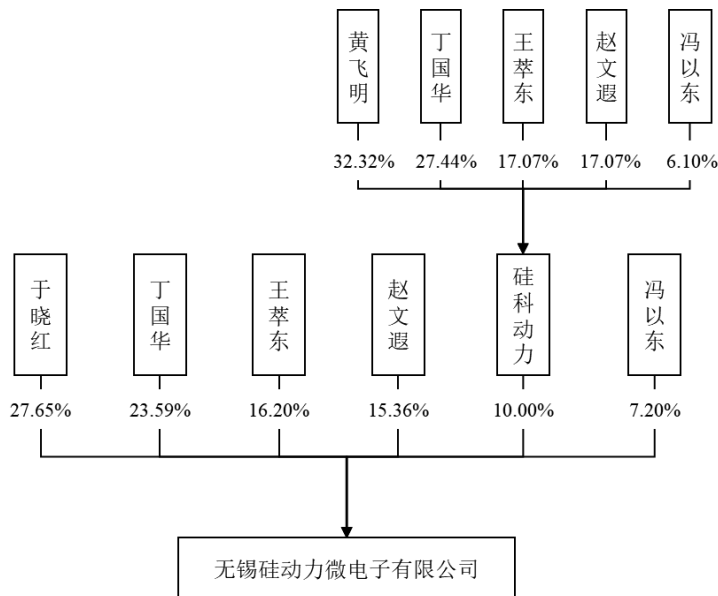 黄飞明
丁国华
王萃东
赵文遐
冯以东
32.32%
27.44%
17.07%
17.07%
6.10%
于晓红
丁国华
王萃东
赵文遐
硅科动力
冯以东
27.65%
23.59%
16.20%
15.36%
10.00%
7.20%
无锡硅动力微电子有限公司